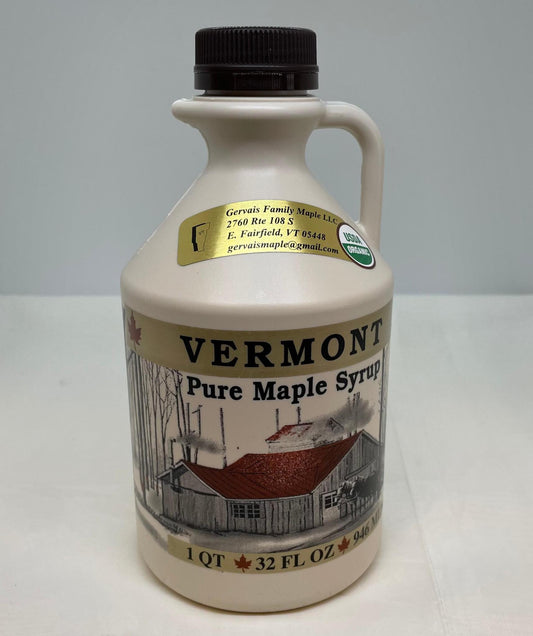 Gervais Family Maple LLC
2760 Rte 108 S
E. Fairfield, VT 05448
gervaismaple@gmail.com
USDA
ORGANIC
VERMONT
Pure Maple Syrup
1 QT 32 FL OZ 946